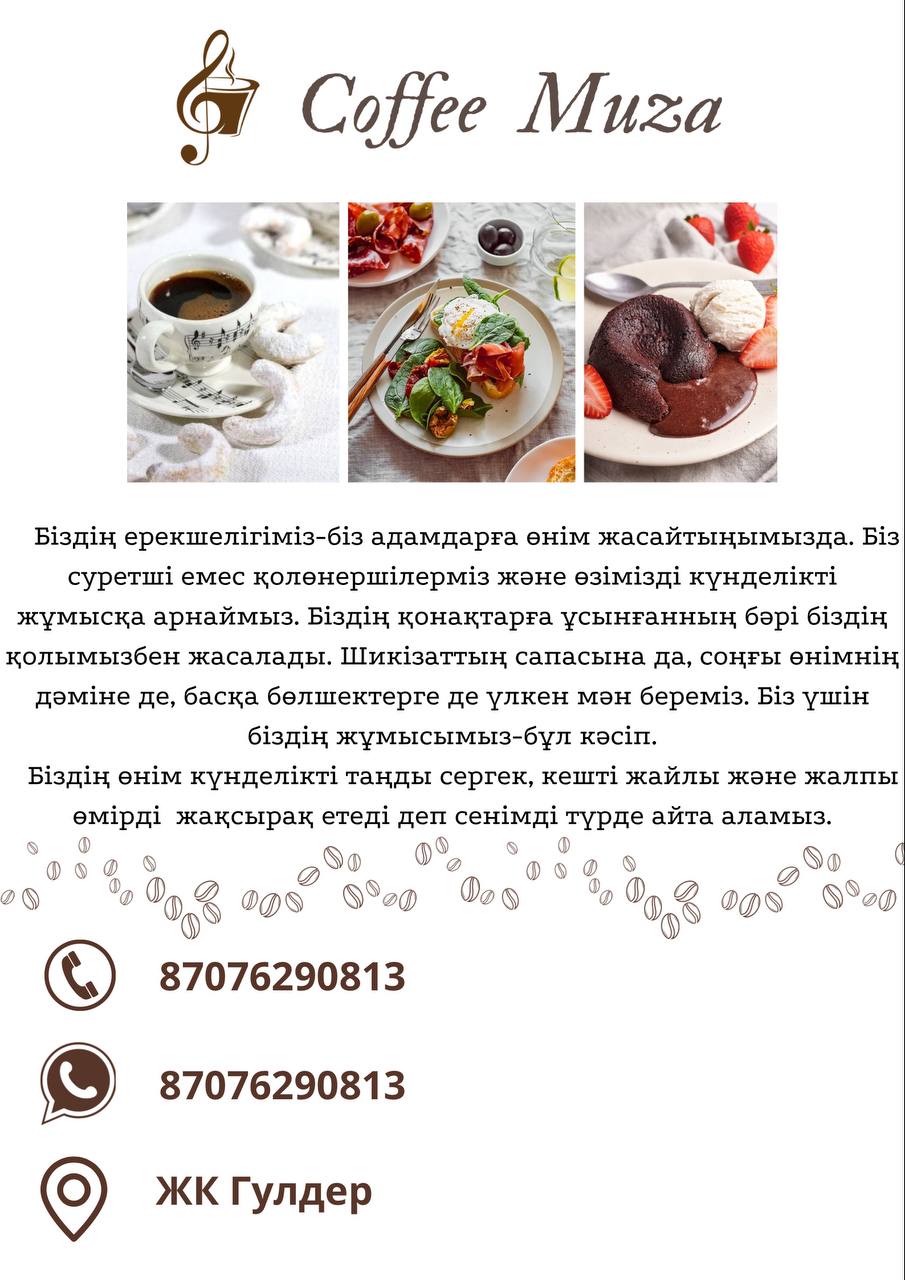 Coffee Muza
Біздің ерекшелігіміз-біз адамдарға өнім жасайтыңымызда. Біз
суретші емес қолөнершілерміз және өзімізді күнделікті
жұмысқа арнаймыз. Біздің қонақтарға ұсынғанның бәрі біздің
қолымызбен жасалады. Шикізаттың сапасына да, соңғы өнімнің
дәміне де, басқа бөлшектерге де үлкен мән береміз. Біз үшін
біздің жұмысымыз-бұл кәсіп.
Біздің өнім күнделікті таңды сергек, кешті жайлы және жалпы
өмірді жақсырақ етеді деп сенімді түрде айта аламыз.
87076290813
87076290813
ЖК Гулдер